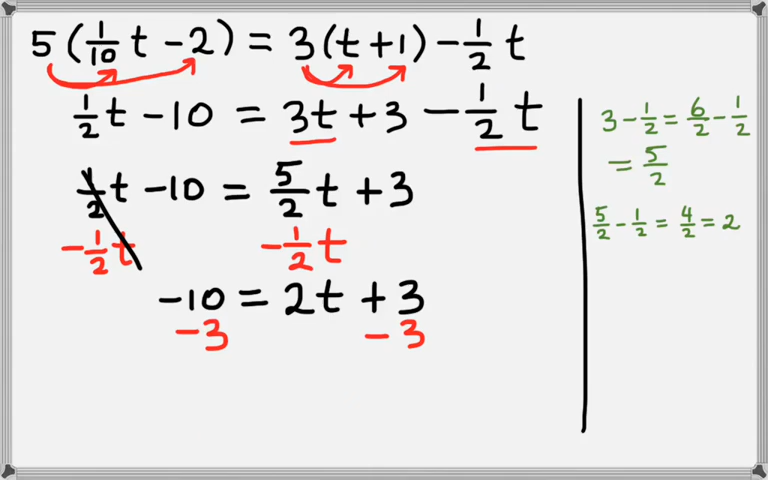 5(1/10 t - 2) = 3(t + 1) - 1/2 t
1/2 t - 10 = 3t + 3 - 1/2 t
1/2 t - 10 = 5/2 t + 3
- 1/2 t - 1/2 t
-10 = 2t + 3
-3 -3
3 - 1/2 = 6/2 - 1/2
= 5/2
5/2 - 1/2 = 4/2 = 2